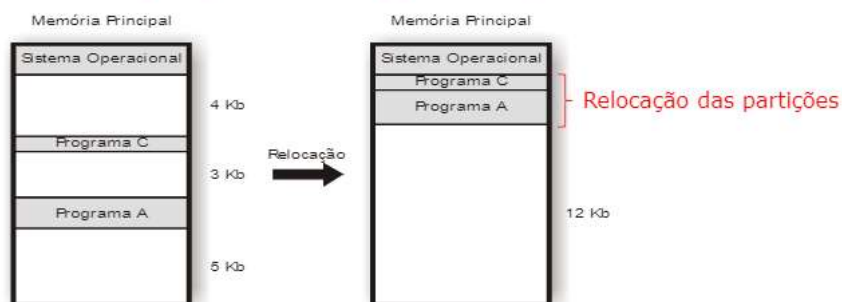 Memória Principal
Sistema Operacional
4 Kb
Programa C
3 Kb
Programa A
5 Kb
Relocação
Memória Principal
Sistema Operacional
Programa C
Programa A
Relocação das partições
12 Kb